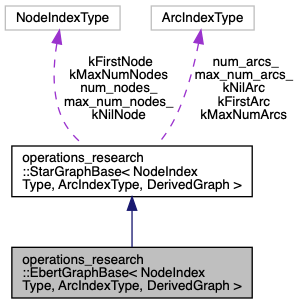 NodeIndexType
ArcIndexType
kFirstNode
kMaxNumNodes
num_nodes_
max_num_nodes_
kNilNode
num_arcs_
max_num_arcs_
kNilArc
kFirstArc
kMaxNumArcs
operations_research
::StarGraphBase< NodeIndex
Type, ArcIndexType, DerivedGraph >
operations_research
::EbertGraphBase< NodeIndex
Type, ArcIndexType, DerivedGraph >